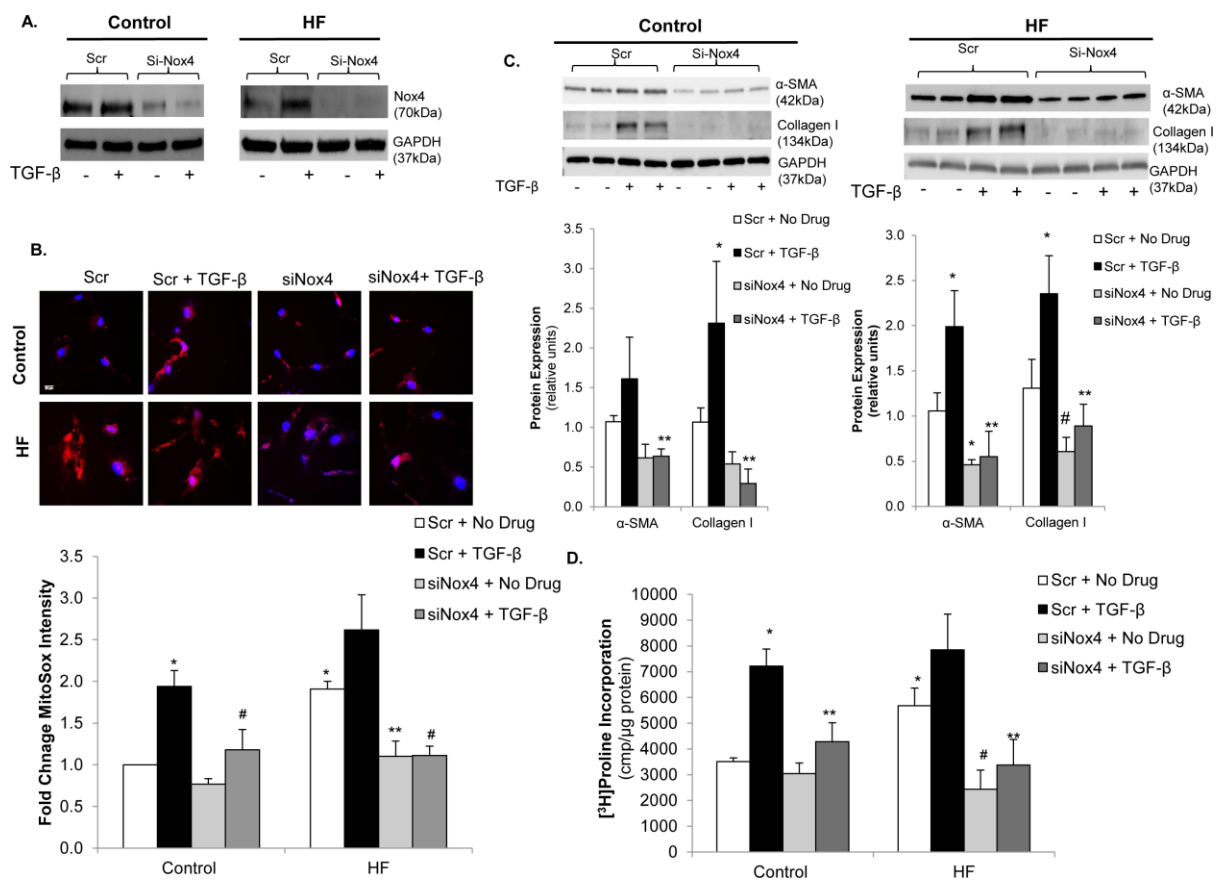 A.
Control
HF
Scr
Si-Nox4
Scr
Si-Nox4
Nox4
(70kDa)
GAPDH
(37kDa)
TGF-β
- + - +
- + - +
B.
Scr
Scr + TGF-β
siNox4
siNox4+ TGF-β
Control
HF
Scr + No Drug
Scr + TGF-β
siNox4 + No Drug
siNox4 + TGF-β
Fold Chnage MitoSox Intensity
3.5
3.0
2.5
2.0
1.5
1.0
0.5
0.0
*
#
*
**
#
Control
HF
C.
Control
Scr
Si-Nox4
α-SMA
(42kDa)
Collagen I
(134kDa)
GAPDH
(37kDa)
TGF-β
- - + + - - + +
HF
Scr
Si-Nox4
α-SMA
(42kDa)
Collagen I
(134kDa)
GAPDH
(37kDa)
TGF-β
- - + + - - + +
Scr + No Drug
Scr + TGF-β
siNox4 + No Drug
siNox4 + TGF-β
Protein Expression
(relative units)
3.5
3.0
2.5
2.0
1.5
1.0
0.5
0.0
**
*
**
α-SMA
Collagen I
Scr + No Drug
Scr + TGF-β
siNox4 + No Drug
siNox4 + TGF-β
Protein Expression
(relative units)
3.0
2.5
2.0
1.5
1.0
0.5
0.0
*
*
**
*
#
**
α-SMA
Collagen I
D.
Scr + No Drug
Scr + TGF-β
siNox4 + No Drug
siNox4 + TGF-β
[³H]Proline Incorporation
(cmp/μg protein)
10000
9000
8000
7000
6000
5000
4000
3000
2000
1000
0
*
**
*
#
**
Control
HF